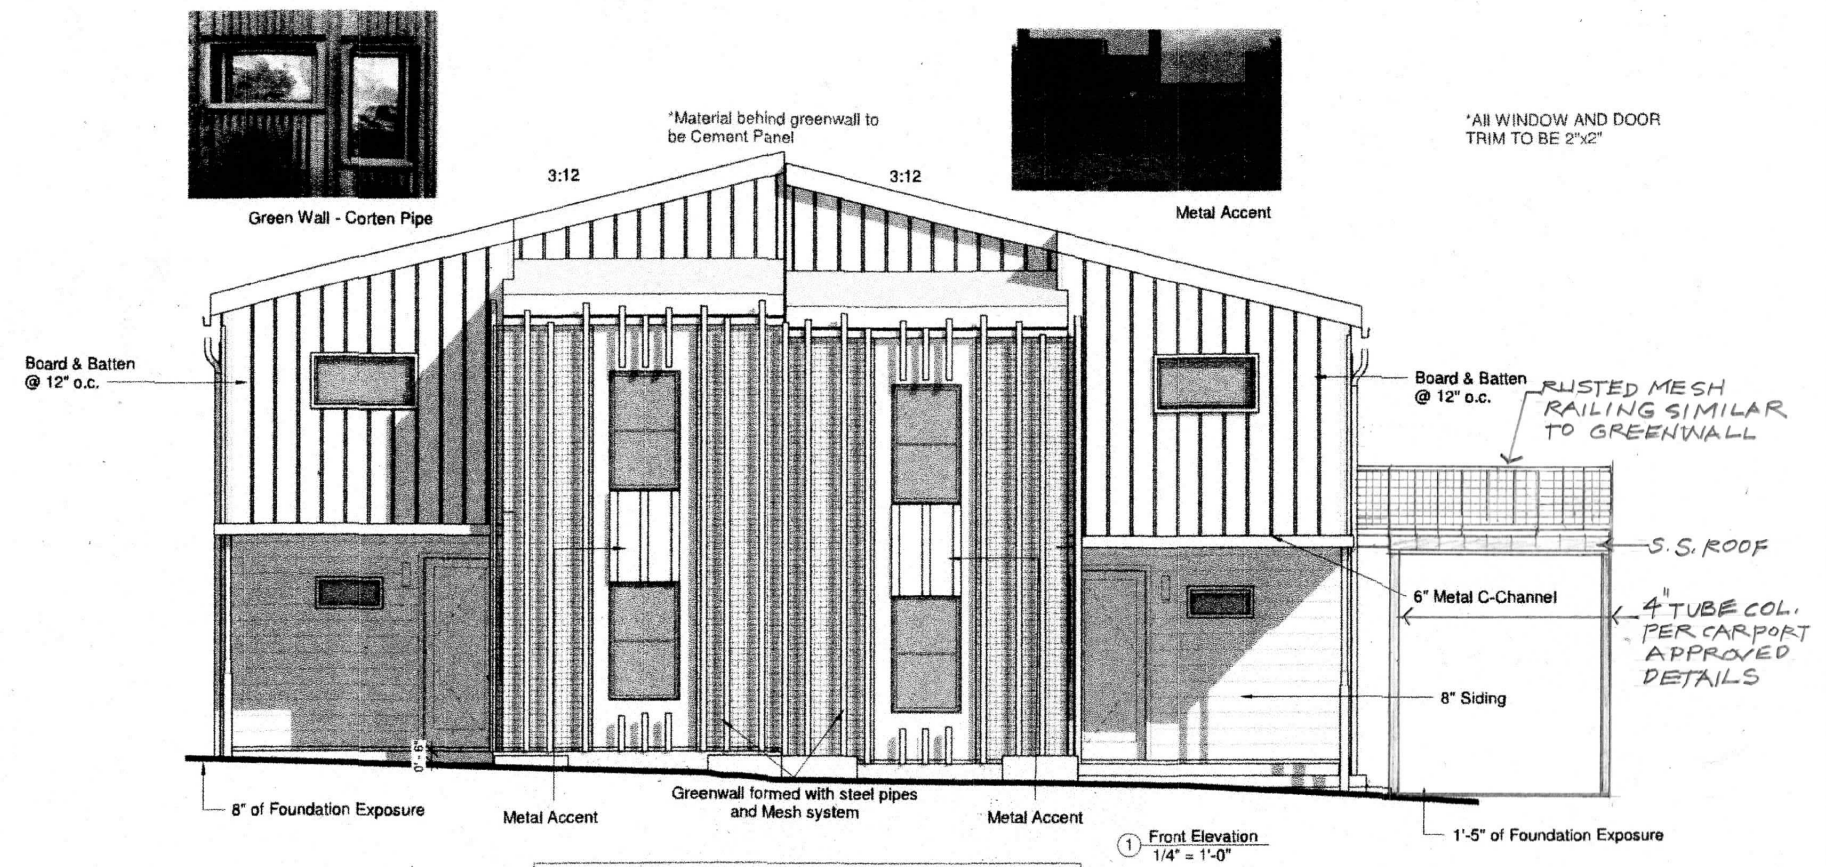 *Material behind greenwall to
be Cement Panel
*All WINDOW AND DOOR
TRIM TO BE 2"x2"
3:12
3:12
Green Wall - Corten Pipe
Metal Accent
Board & Batten
@ 12" o.c.
Board & Batten
@ 12" o.c.
RUSTED MESH
RAILING SIMILAR
TO GREENWALL
S.S. ROOF
6" Metal C-Channel
4" TUBE COL.
PER CARPORT
APPROVED
DETAILS
8" Siding
0' - 6"
8" of Foundation Exposure
Metal Accent
Greenwall formed with steel pipes
and Mesh system
Metal Accent
1 Front Elevation
1/4" = 1'-0"
1'-5" of Foundation Exposure